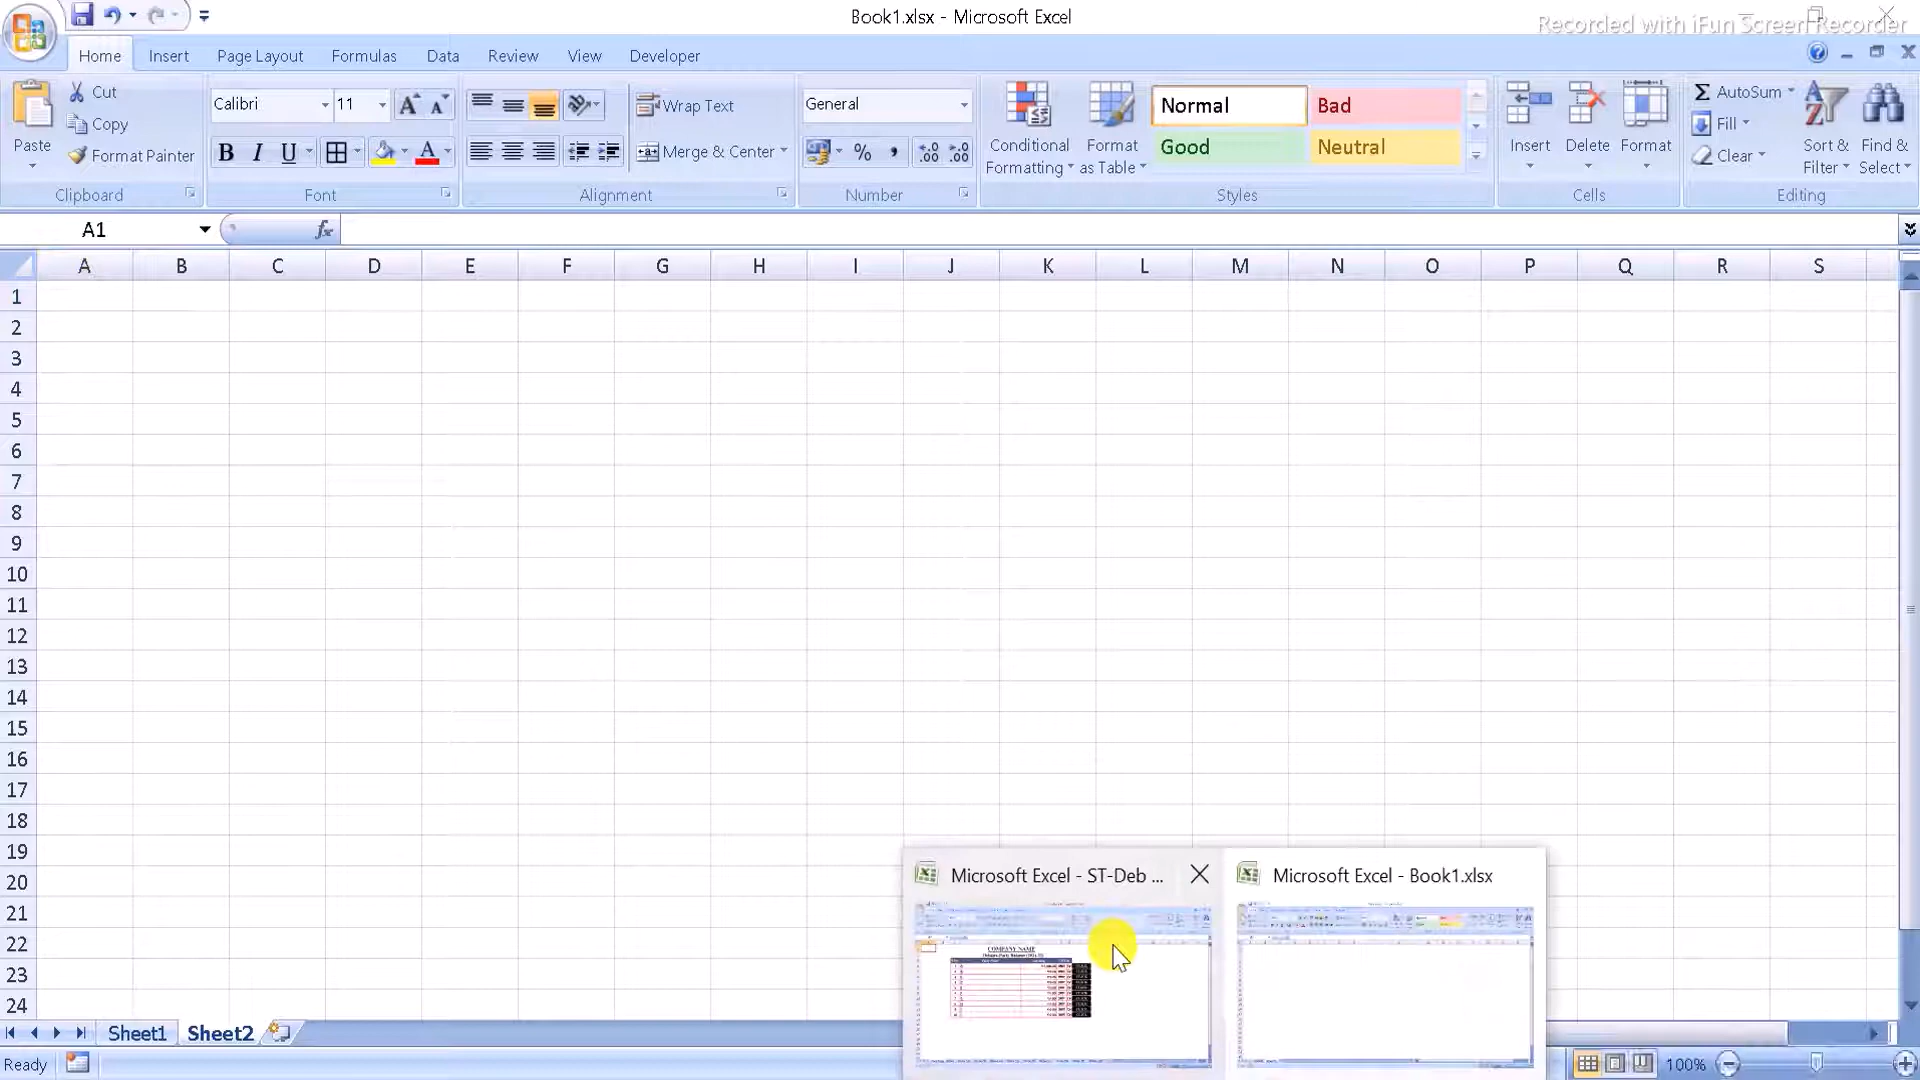 Book1.xlsx - Microsoft Excel
Recorded with iFun Screen Recorder
Home Insert Page Layout Formulas Data Review View Developer
Cut
Copy
Format Painter
Paste
Clipboard
Calibri 11
B I U A
Font
Wrap Text
Merge & Center
Alignment
General
%
Number
Conditional Formatting
Format as Table
Normal Bad
Good Neutral
Styles
Insert Delete Format
Cells
AutoSum
Fill
Clear
Sort & Filter
Find & Select
Editing
A1 fx
A B C D E F G H I J K L M N O P Q R S
1
2
3
4
5
6
7
8
9
10
11
12
13
14
15
16
17
18
19
20
21
22
23
24
Microsoft Excel - ST-Deb ...
Microsoft Excel - Book1.xlsx
COMPANY NAME
Sheet1 Sheet2
Ready
100%